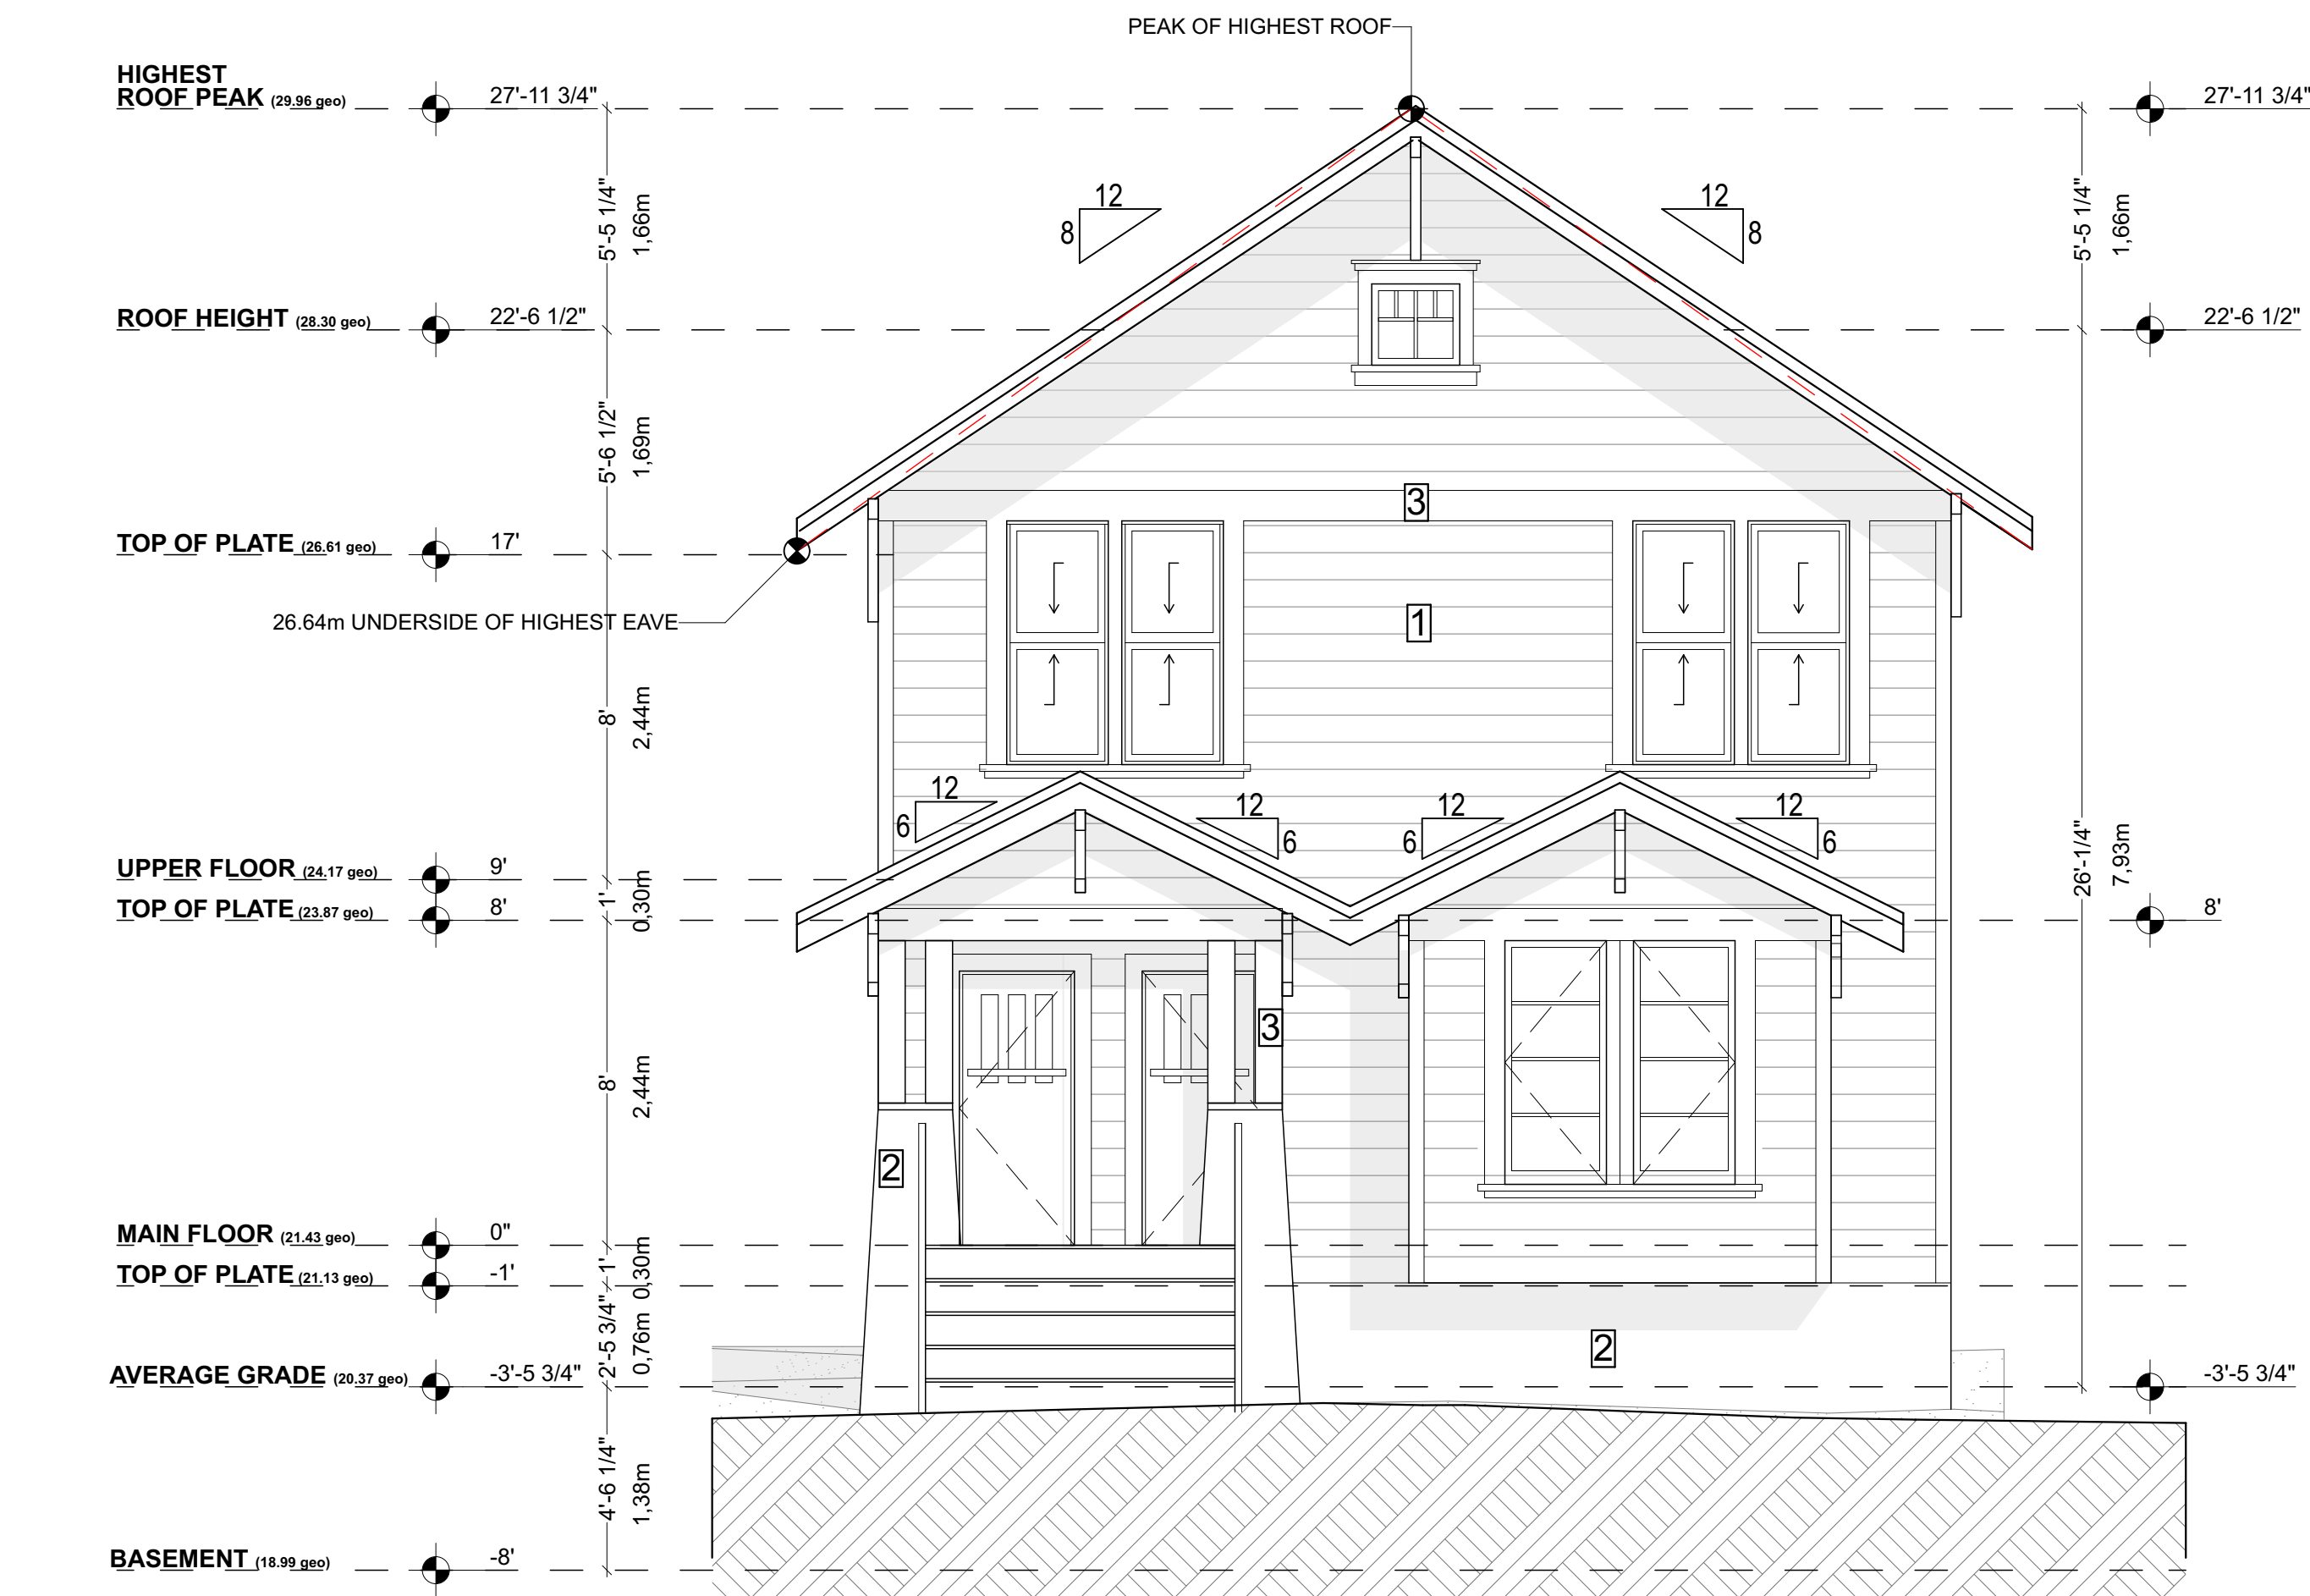 PEAK OF HIGHEST ROOF
HIGHEST
ROOF PEAK (29.96 geo)
27'-11 3/4"
27'-11 3/4"
5'-5 1/4"
1,66m
12
8
12
8
5'-5 1/4"
1,66m
ROOF HEIGHT (28.30 geo)
22'-6 1/2"
22'-6 1/2"
5'-6 1/2"
1,69m
3
TOP OF PLATE (26.61 geo)
17'
26.64m UNDERSIDE OF HIGHEST EAVE
1
8'
2,44m
12
6
12
6
12
6
12
6
26'-1/4"
7,93m
UPPER FLOOR (24.17 geo)
9'
1'
0,30m
TOP OF PLATE (23.87 geo)
8'
8'
3
8'
2,44m
2
MAIN FLOOR (21.43 geo)
0"
1'
0,30m
TOP OF PLATE (21.13 geo)
-1'
2'-5 3/4"
0,76m
2
AVERAGE GRADE (20.37 geo)
-3'-5 3/4"
-3'-5 3/4"
4'-6 1/4"
1,38m
BASEMENT (18.99 geo)
-8'